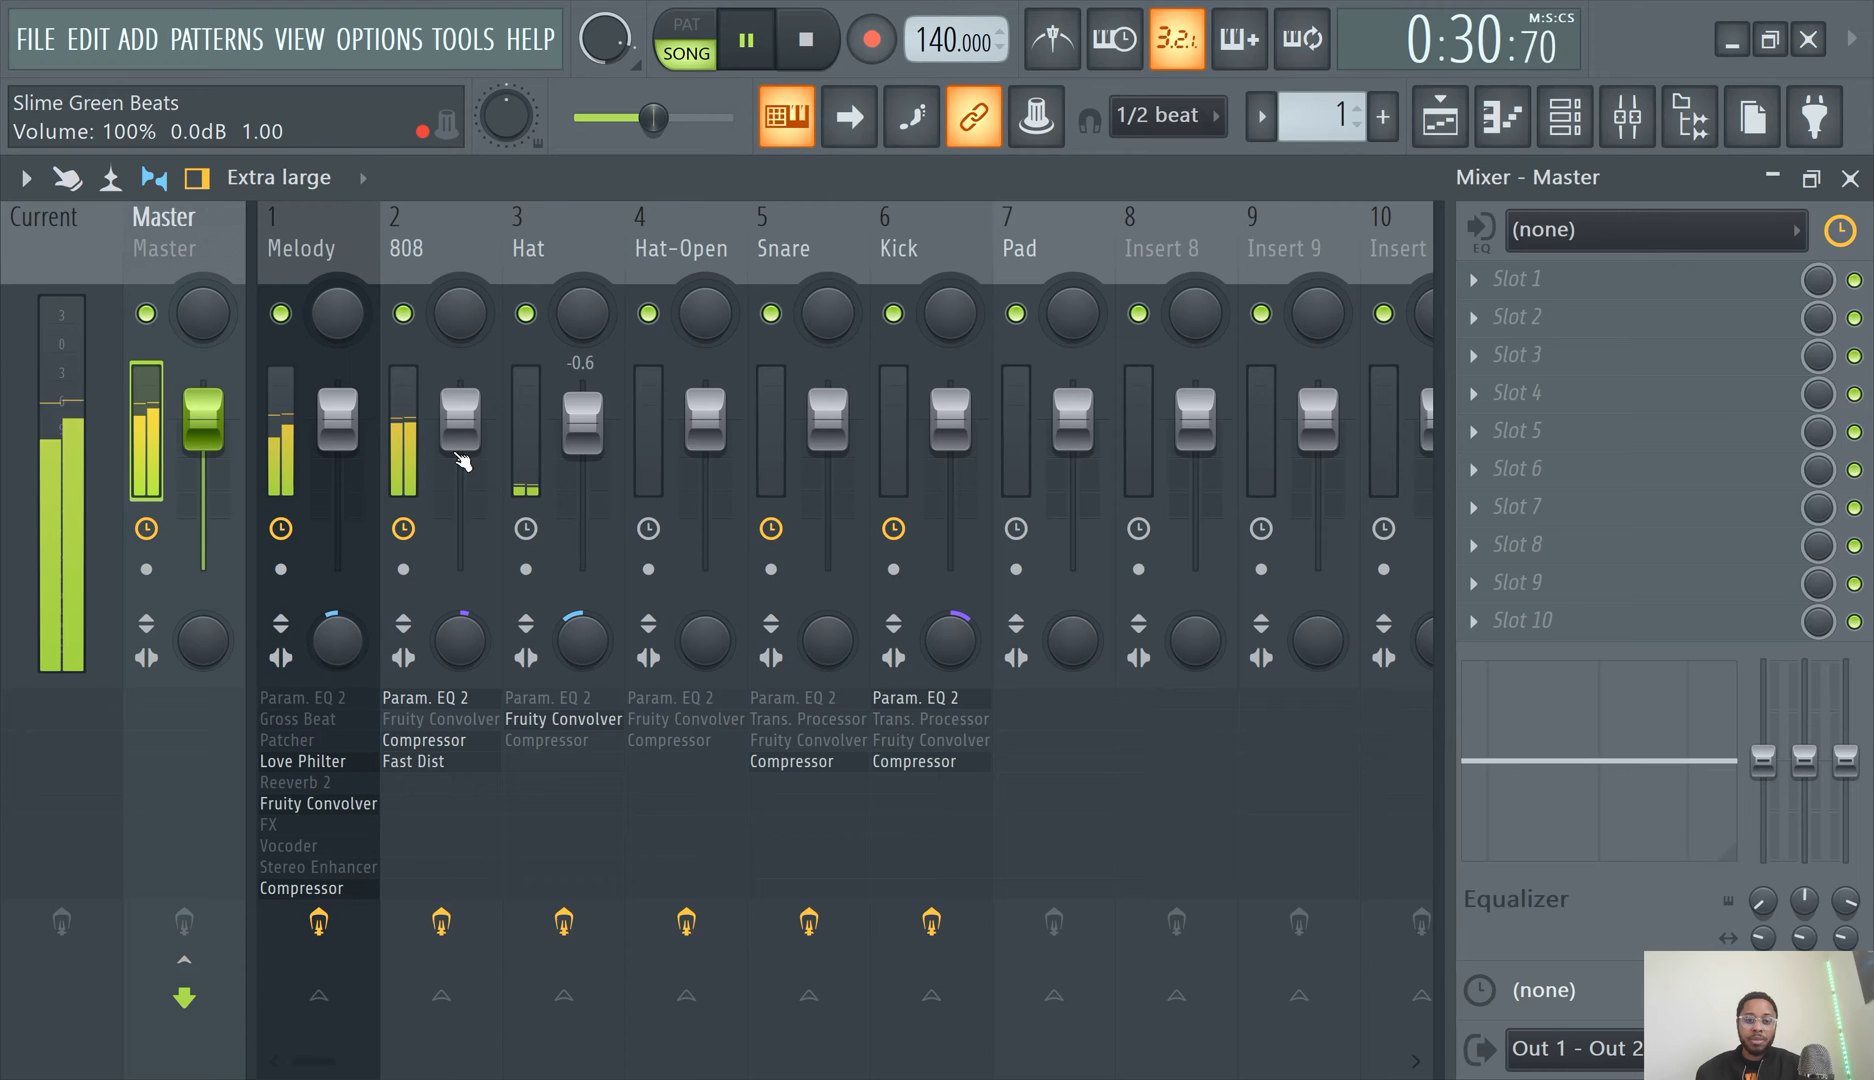 FILE EDIT ADD PATTERNS VIEW OPTIONS TOOLS HELP
PAT
SONG
140.000
3.2.1
M:S:CS
0:30:70
Slime Green Beats
Volume: 100% 0.0dB 1.00
1/2 beat
1
Extra large
Mixer - Master
Current
Master
Master
1
Melody
2
808
3
Hat
4
Hat-Open
5
Snare
6
Kick
7
Pad
8
Insert 8
9
Insert 9
10
Insert
3
0
3
-0.6
EQ
(none)
Slot 1
Slot 2
Slot 3
Slot 4
Slot 5
Slot 6
Slot 7
Slot 8
Slot 9
Slot 10
Param. EQ 2
Gross Beat
Patcher
Love Philter
Reeverb 2
Fruity Convolver
FX
Vocoder
Stereo Enhancer
Compressor
Param. EQ 2
Fruity Convolver
Compressor
Fast Dist
Param. EQ 2
Fruity Convolver
Compressor
Param. EQ 2
Fruity Convolver
Compressor
Param. EQ 2
Trans. Processor
Fruity Convolver
Compressor
Param. EQ 2
Trans. Processor
Fruity Convolver
Compressor
Equalizer
(none)
Out 1 - Out 2